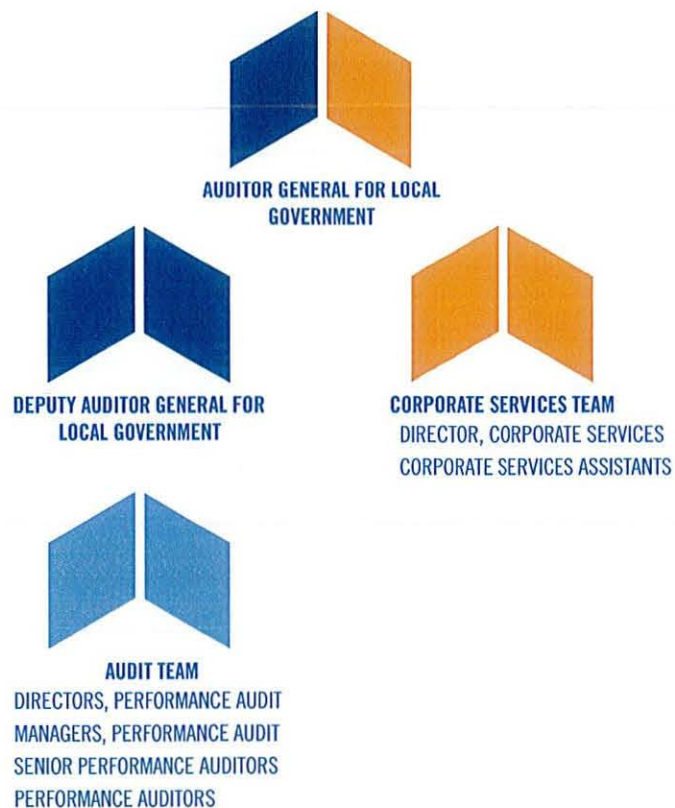 AUDITOR GENERAL FOR LOCAL
GOVERNMENT
DEPUTY AUDITOR GENERAL FOR
LOCAL GOVERNMENT
CORPORATE SERVICES TEAM
DIRECTOR, CORPORATE SERVICES
CORPORATE SERVICES ASSISTANTS
AUDIT TEAM
DIRECTORS, PERFORMANCE AUDIT
MANAGERS, PERFORMANCE AUDIT
SENIOR PERFORMANCE AUDITORS
PERFORMANCE AUDITORS